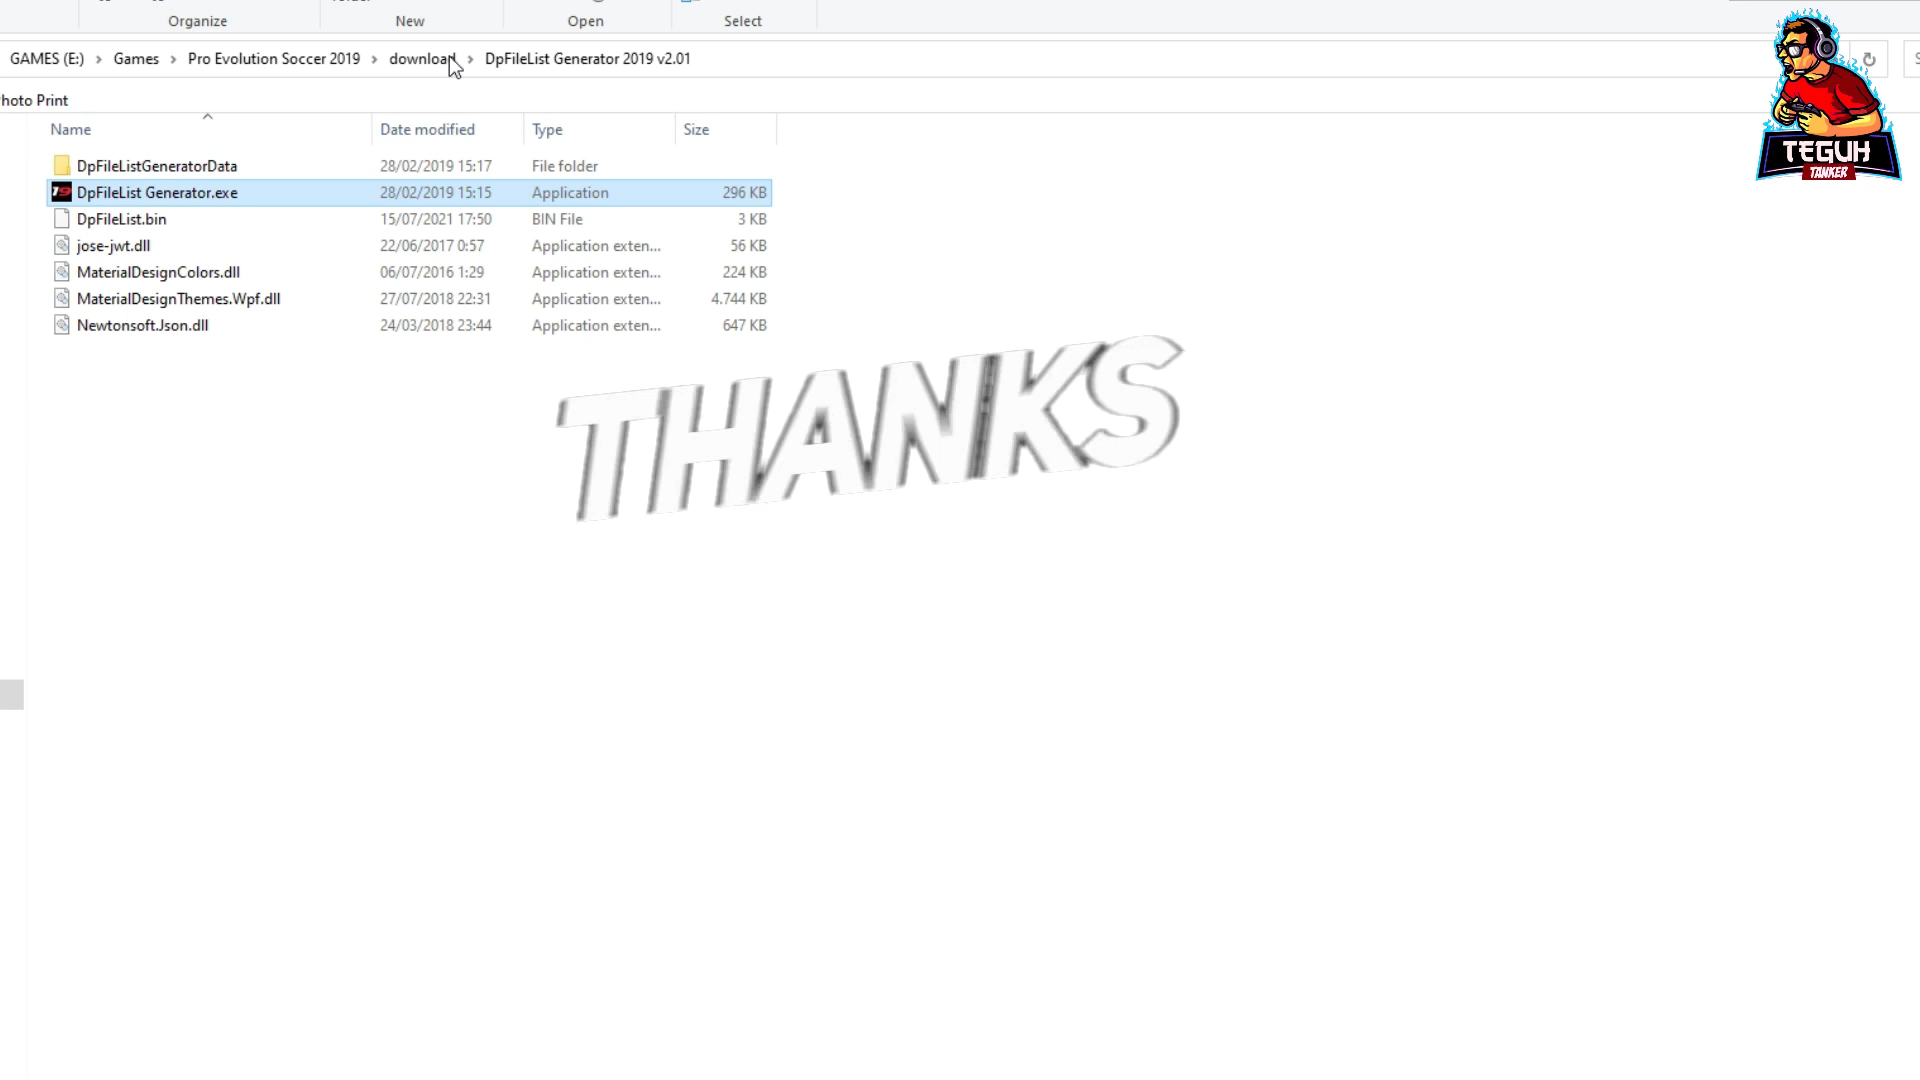 Organize New Open Select
GAMES (E:) > Games > Pro Evolution Soccer 2019 > download > DpFileList Generator 2019 v2.01
hoto Print
Name Date modified Type Size
DpFileListGeneratorData 28/02/2019 15:17 File folder
DpFileList Generator.exe 28/02/2019 15:15 Application 296 KB
DpFileList.bin 15/07/2021 17:50 BIN File 3 KB
jose-jwt.dll 22/06/2017 0:57 Application exten... 56 KB
MaterialDesignColors.dll 06/07/2016 1:29 Application exten... 224 KB
MaterialDesignThemes.Wpf.dll 27/07/2018 22:31 Application exten... 4.744 KB
Newtonsoft.Json.dll 24/03/2018 23:44 Application exten... 647 KB
THANKS
TEGUH
TANKER
19